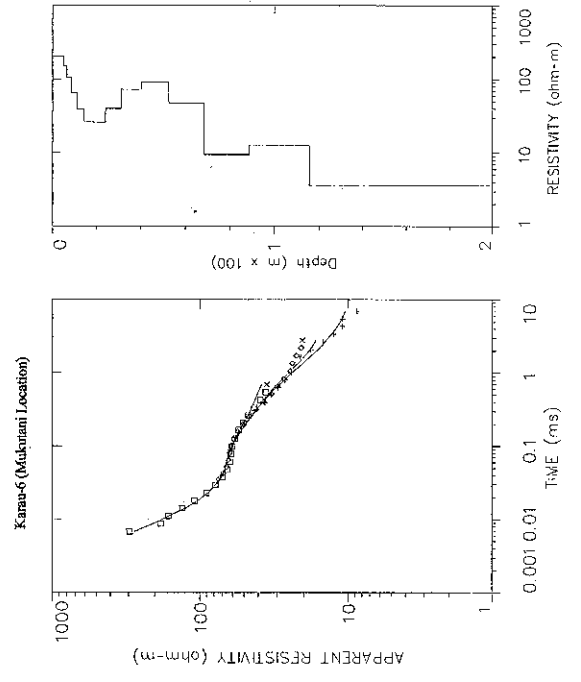 Karau-6 (Mukutani Location)
1000
100
10
1
APPARENT RESISTIVITY (ohm-m)
0.001 0.01 0.1 1 10
TIME (ms)
0
1
2
Depth (m x 100)
1 10 100 1000
RESISTIVITY (ohm-m)